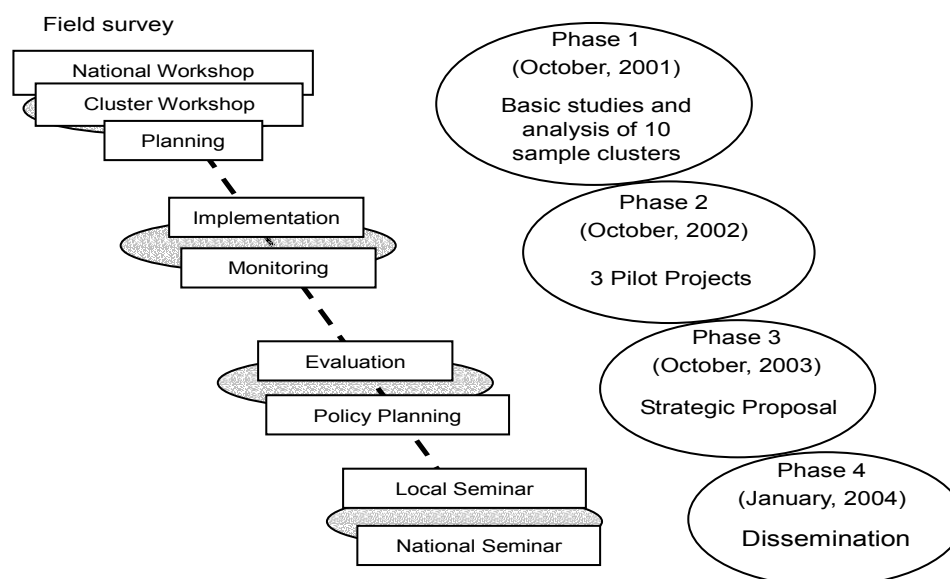 Field survey
National Workshop
Cluster Workshop
Planning
Implementation
Monitoring
Evaluation
Policy Planning
Local Seminar
National Seminar
Phase 1
(October, 2001)
Basic studies and
analysis of 10
sample clusters
Phase 2
(October, 2002)
3 Pilot Projects
Phase 3
(October, 2003)
Strategic Proposal
Phase 4
(January, 2004)
Dissemination